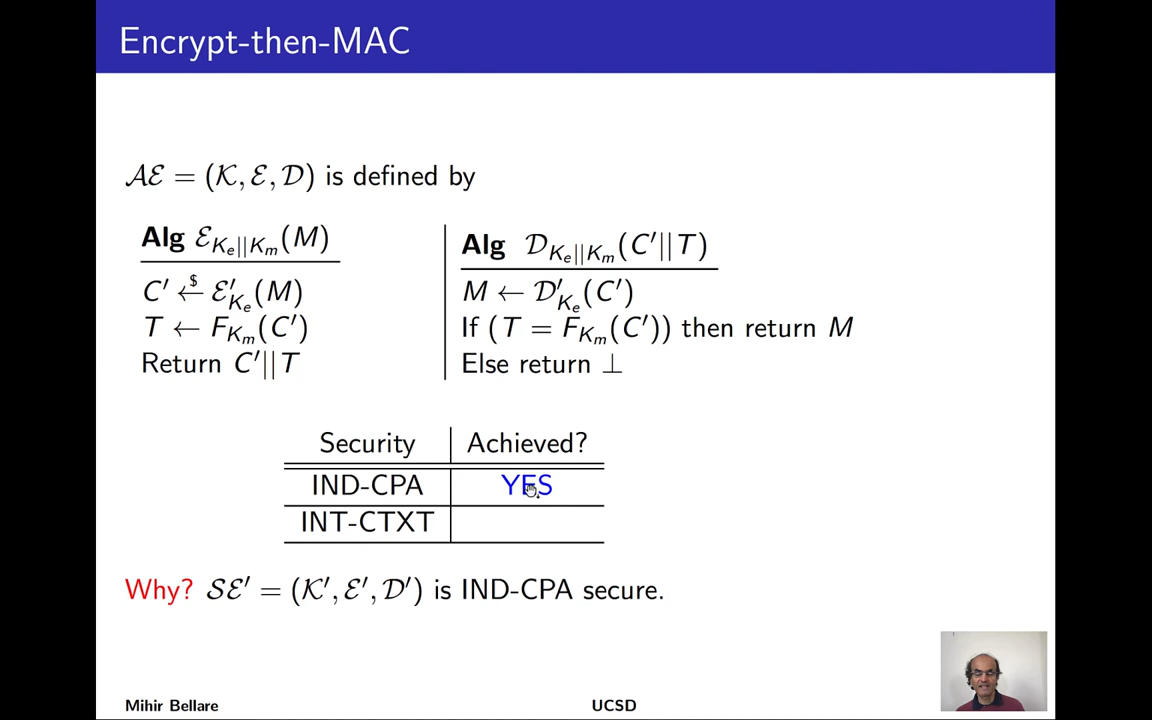 Encrypt-then-MAC
𝒜ℰ = (𝒦, ℰ, 𝒟) is defined by
Alg ℰ_{K_e||K_m}(M)
C′ ←$ ℰ′_{K_e}(M)
T ← F_{K_m}(C′)
Return C′||T
Alg 𝒟_{K_e||K_m}(C′||T)
M ← 𝒟′_{K_e}(C′)
If (T = F_{K_m}(C′)) then return M
Else return ⊥
Security Achieved?
IND-CPA YES
INT-CTXT
Why? 𝒮ℰ′ = (𝒦′, ℰ′, 𝒟′) is IND-CPA secure.
Mihir Bellare UCSD